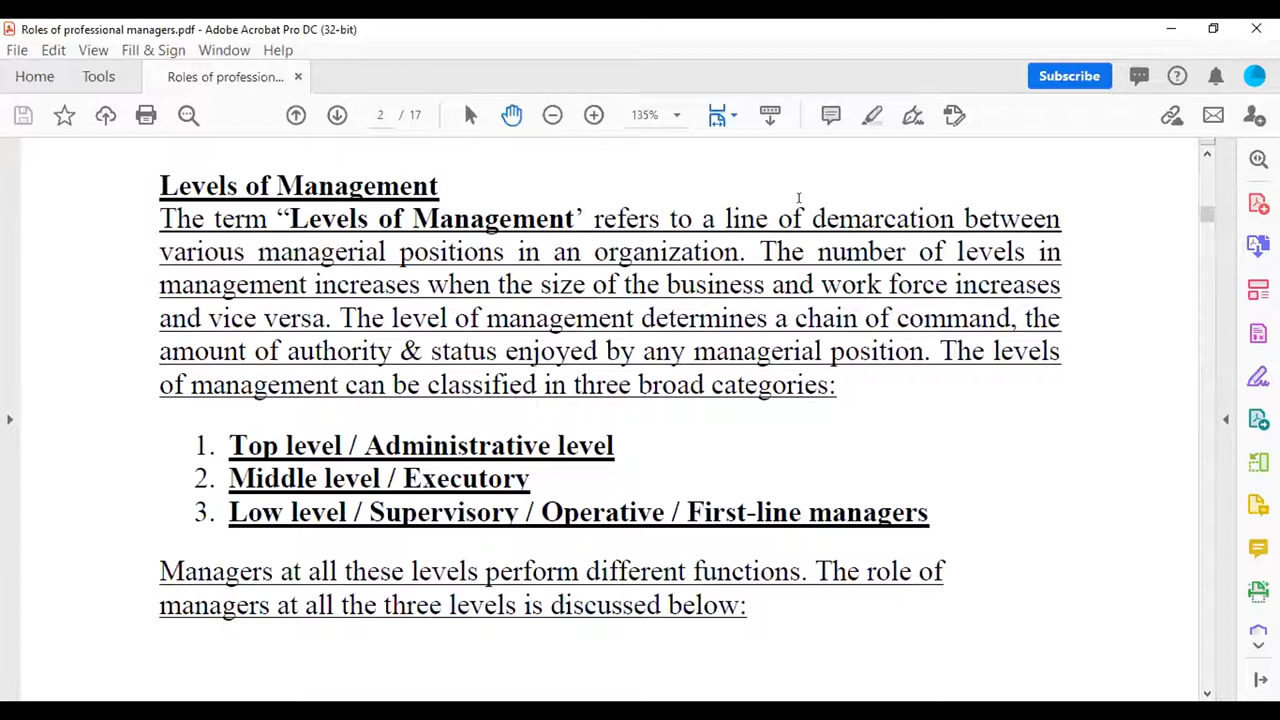 Roles of professional managers.pdf - Adobe Acrobat Pro DC (32-bit)
File Edit View Fill & Sign Window Help
Home Tools Roles of profession... × Subscribe
2 / 17 135%
Levels of Management
The term “Levels of Management’ refers to a line of demarcation between
various managerial positions in an organization. The number of levels in
management increases when the size of the business and work force increases
and vice versa. The level of management determines a chain of command, the
amount of authority & status enjoyed by any managerial position. The levels
of management can be classified in three broad categories:
1. Top level / Administrative level
2. Middle level / Executory
3. Low level / Supervisory / Operative / First-line managers
Managers at all these levels perform different functions. The role of
managers at all the three levels is discussed below: